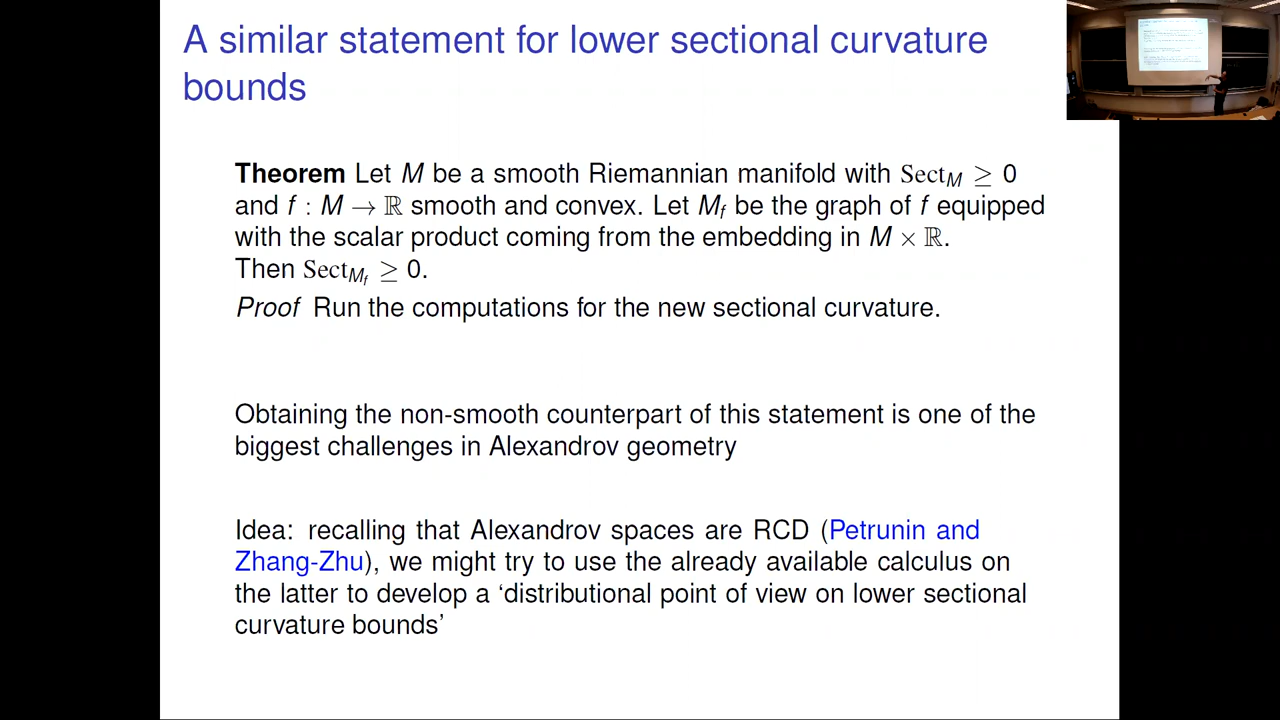 A similar statement for lower sectional curvature
bounds
Theorem Let M be a smooth Riemannian manifold with Sect_M ≥ 0
and f : M → ℝ smooth and convex. Let M_f be the graph of f equipped
with the scalar product coming from the embedding in M × ℝ.
Then Sect_{M_f} ≥ 0.
Proof Run the computations for the new sectional curvature.
Obtaining the non-smooth counterpart of this statement is one of the
biggest challenges in Alexandrov geometry
Idea: recalling that Alexandrov spaces are RCD (Petrunin and
Zhang-Zhu), we might try to use the already available calculus on
the latter to develop a ‘distributional point of view on lower sectional
curvature bounds’